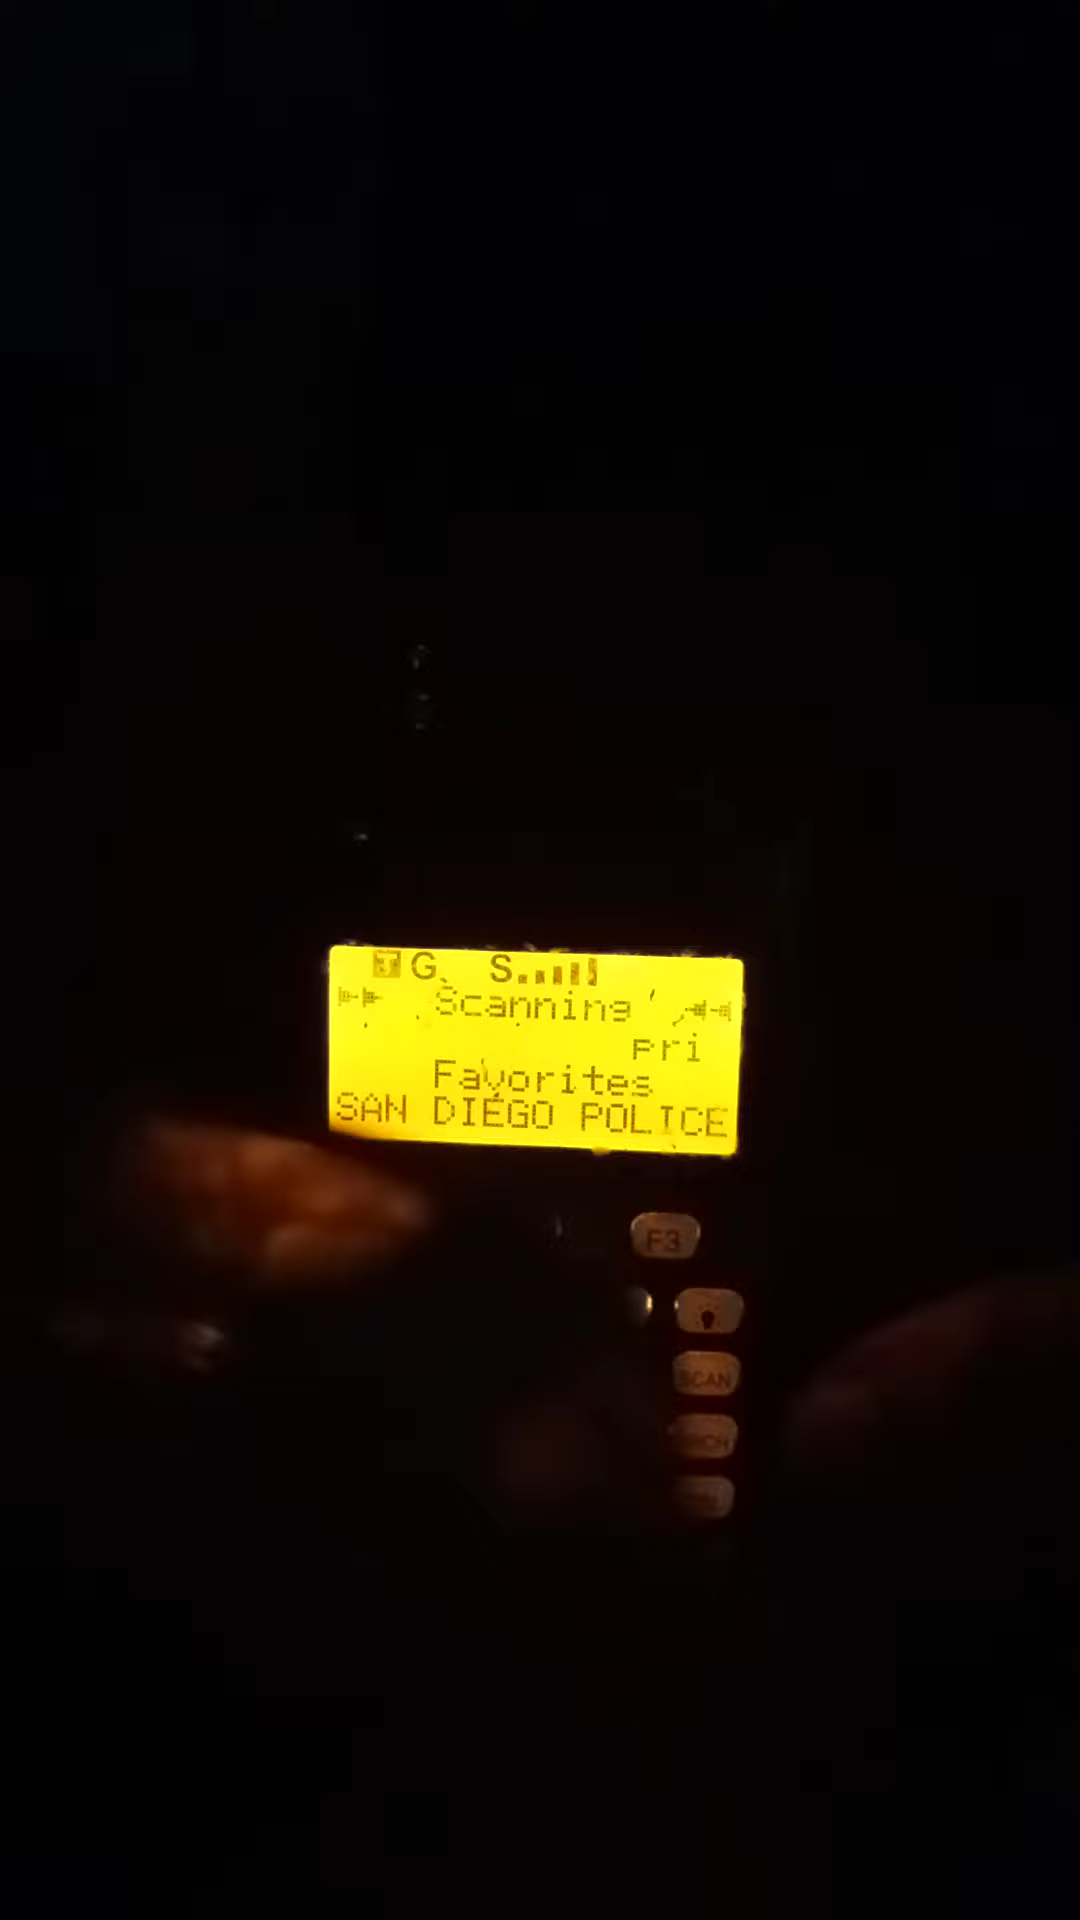 T G S
Scanning
Pri
Favorites
SAN DIEGO POLICE
F3
SCAN